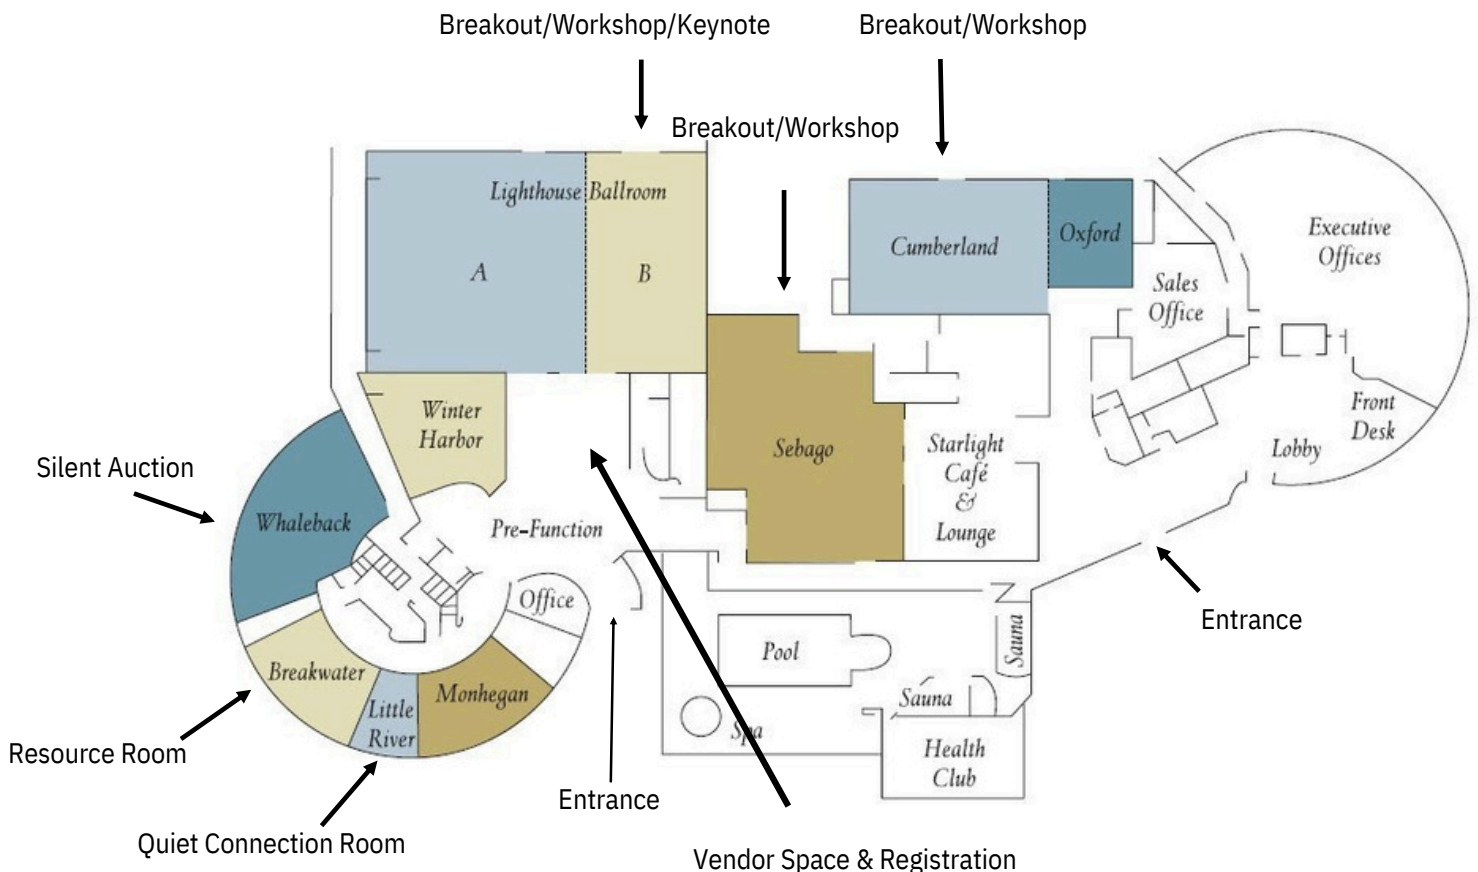 Breakout/Workshop/Keynote
Breakout/Workshop
Breakout/Workshop
Lighthouse Ballroom
A
B
Cumberland
Oxford
Executive
Offices
Sales
Office
Winter
Harbor
Front
Desk
Lobby
Sebago
Starlight
Café
&
Lounge
Silent Auction
Whaleback
Pre-Function
Office
Entrance
Sauna
Pool
Breakwater
Little
River
Monhegan
Sauna
Spa
Health
Club
Resource Room
Entrance
Quiet Connection Room
Vendor Space & Registration